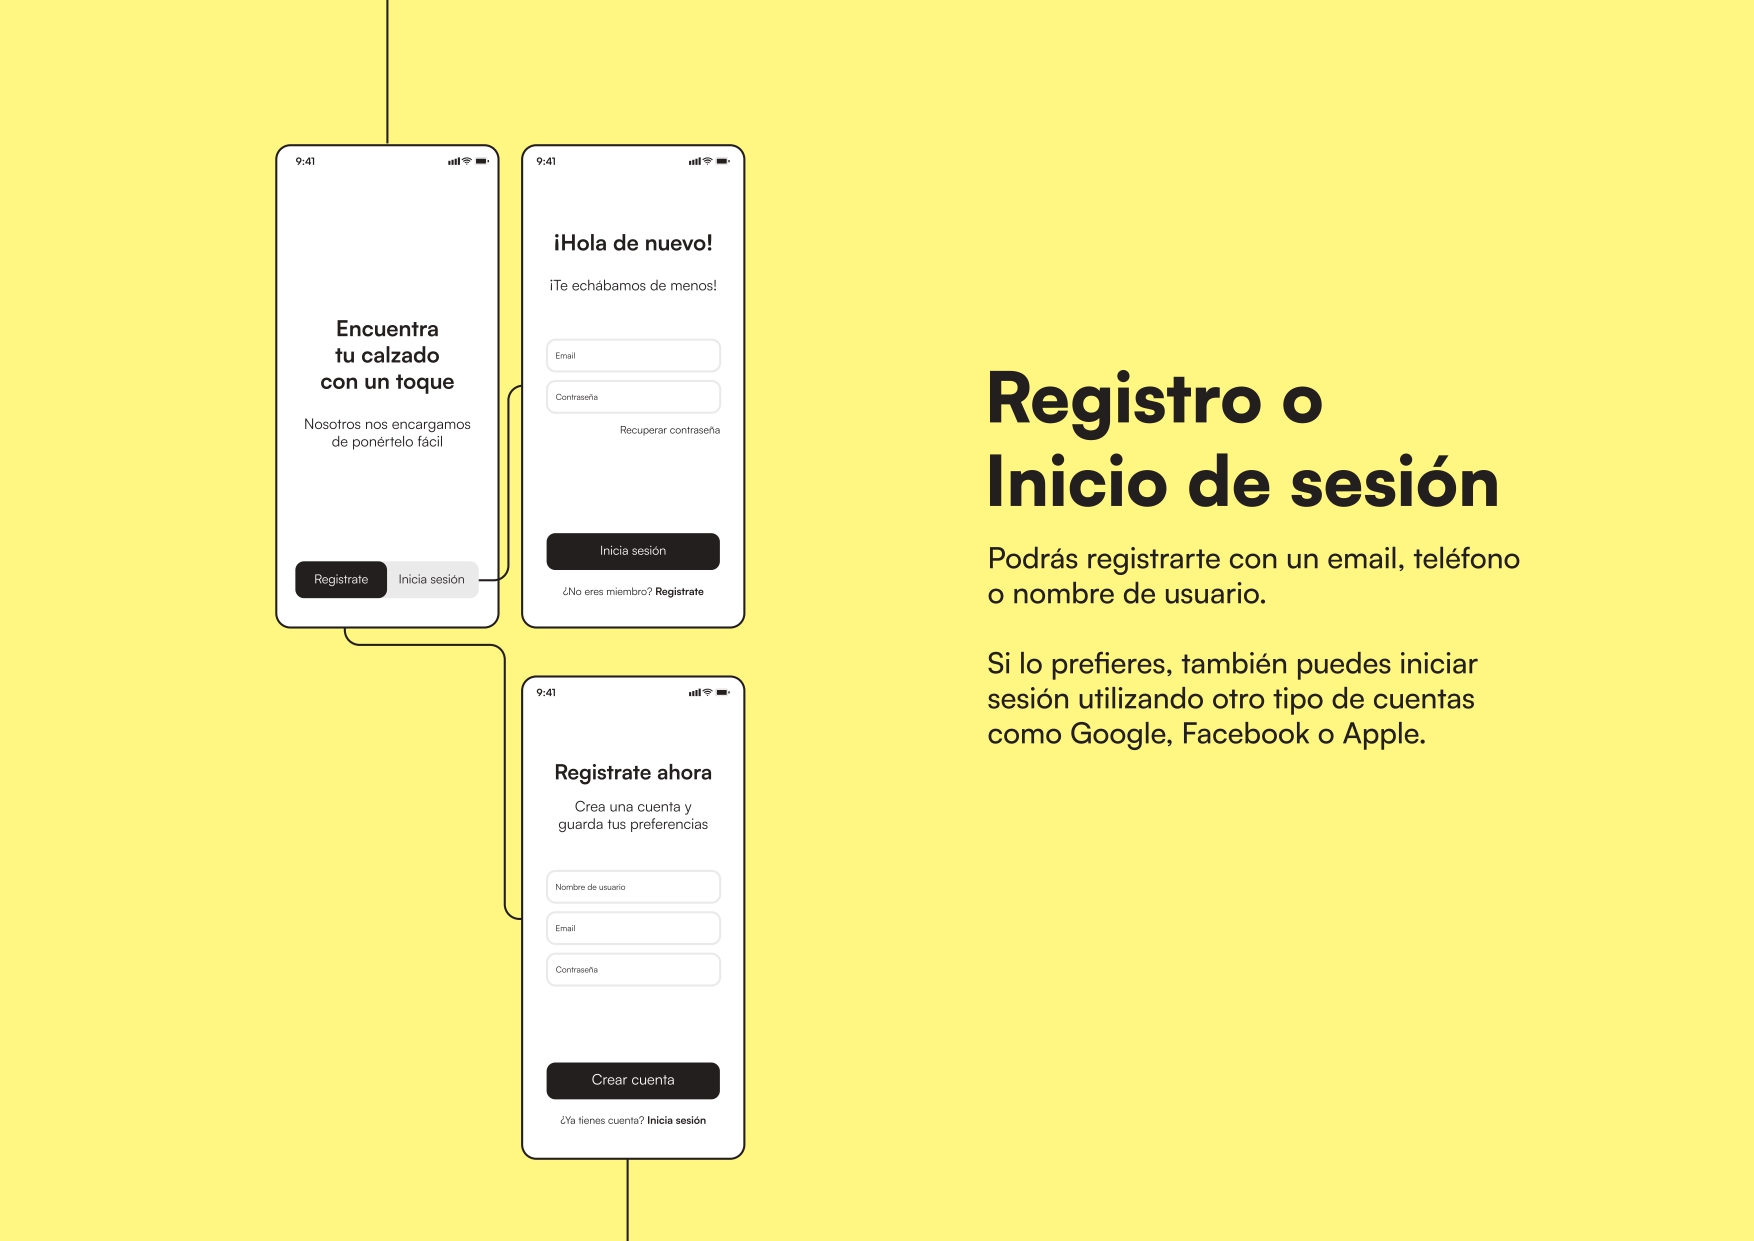 9:41
Encuentra
tu calzado
con un toque
Nosotros nos encargamos
de ponértelo fácil
Registrate
Inicia sesión
9:41
¡Hola de nuevo!
¡Te echábamos de menos!
Email
Contraseña
Recuperar contraseña
Inicia sesión
¿No eres miembro? Registrate
9:41
Registrate ahora
Crea una cuenta y
guarda tus preferencias
Nombre de usuario
Email
Contraseña
Crear cuenta
¿Ya tienes cuenta? Inicia sesión
Registro o
Inicio de sesión
Podrás registrarte con un email, teléfono
o nombre de usuario.
Si lo prefieres, también puedes iniciar
sesión utilizando otro tipo de cuentas
como Google, Facebook o Apple.